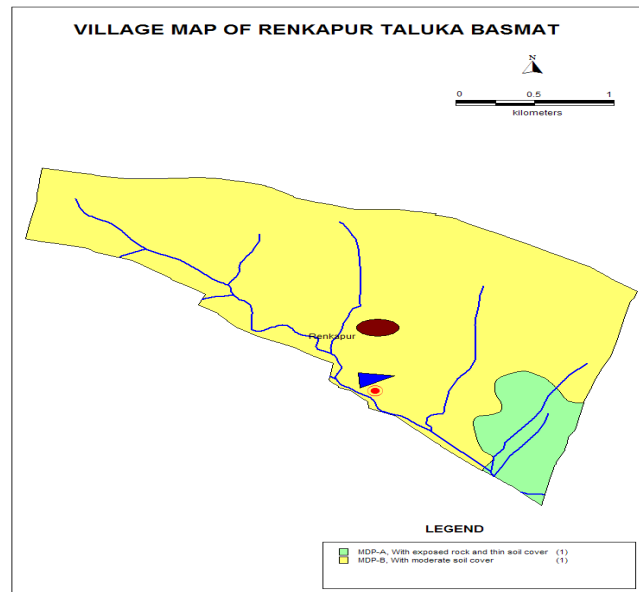 VILLAGE MAP OF RENKAPUR TALUKA BASMAT
N
0 0.5 1
kilometers
Renkapur
LEGEND
MDP-A, With exposed rock and thin soil cover (1)
MDP-B, With moderate soil cover (1)